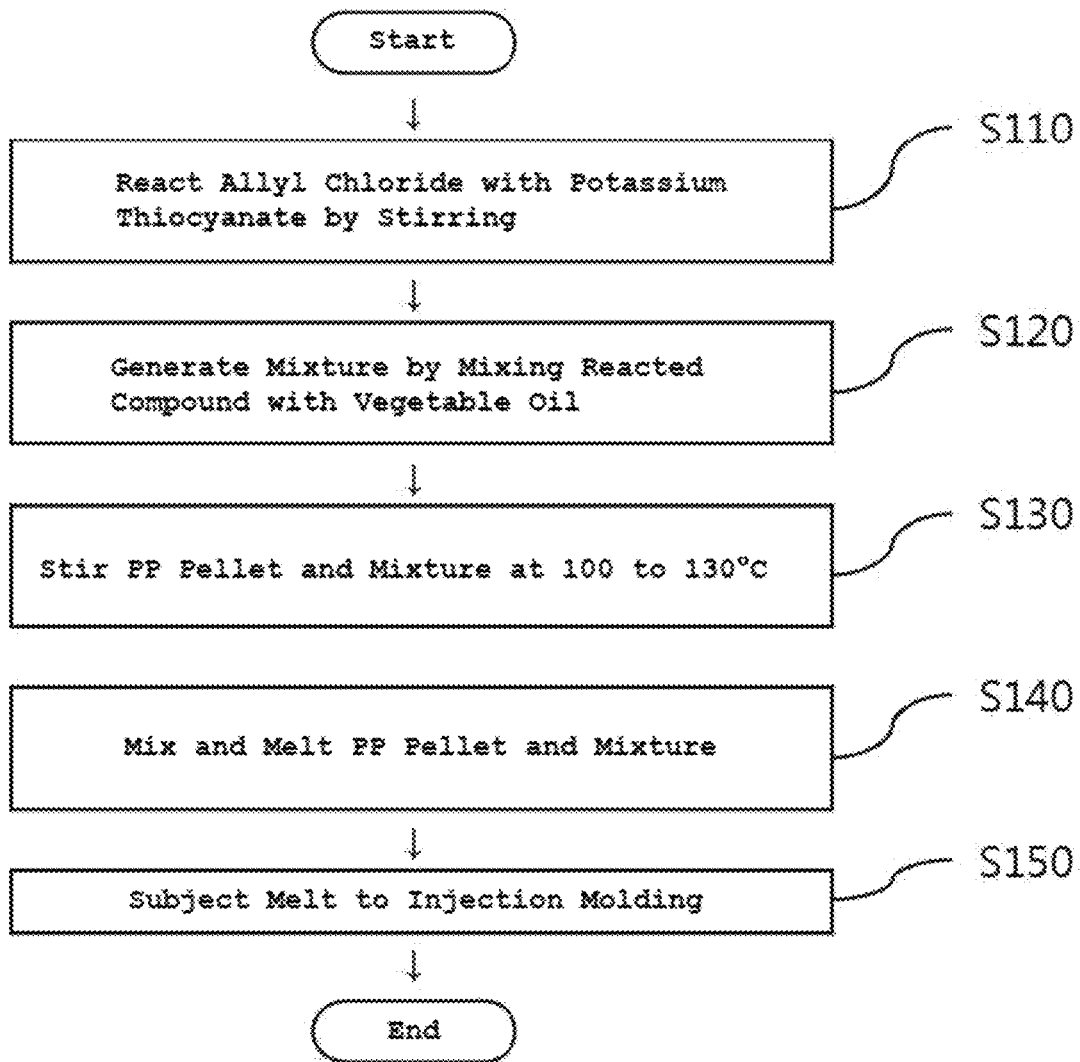 Start
S110
React Allyl Chloride with Potassium
Thiocyanate by Stirring
S120
Generate Mixture by Mixing Reacted
Compound with Vegetable Oil
S130
Stir PP Pellet and Mixture at 100 to 130°C
S140
Mix and Melt PP Pellet and Mixture
S150
Subject Melt to Injection Molding
End